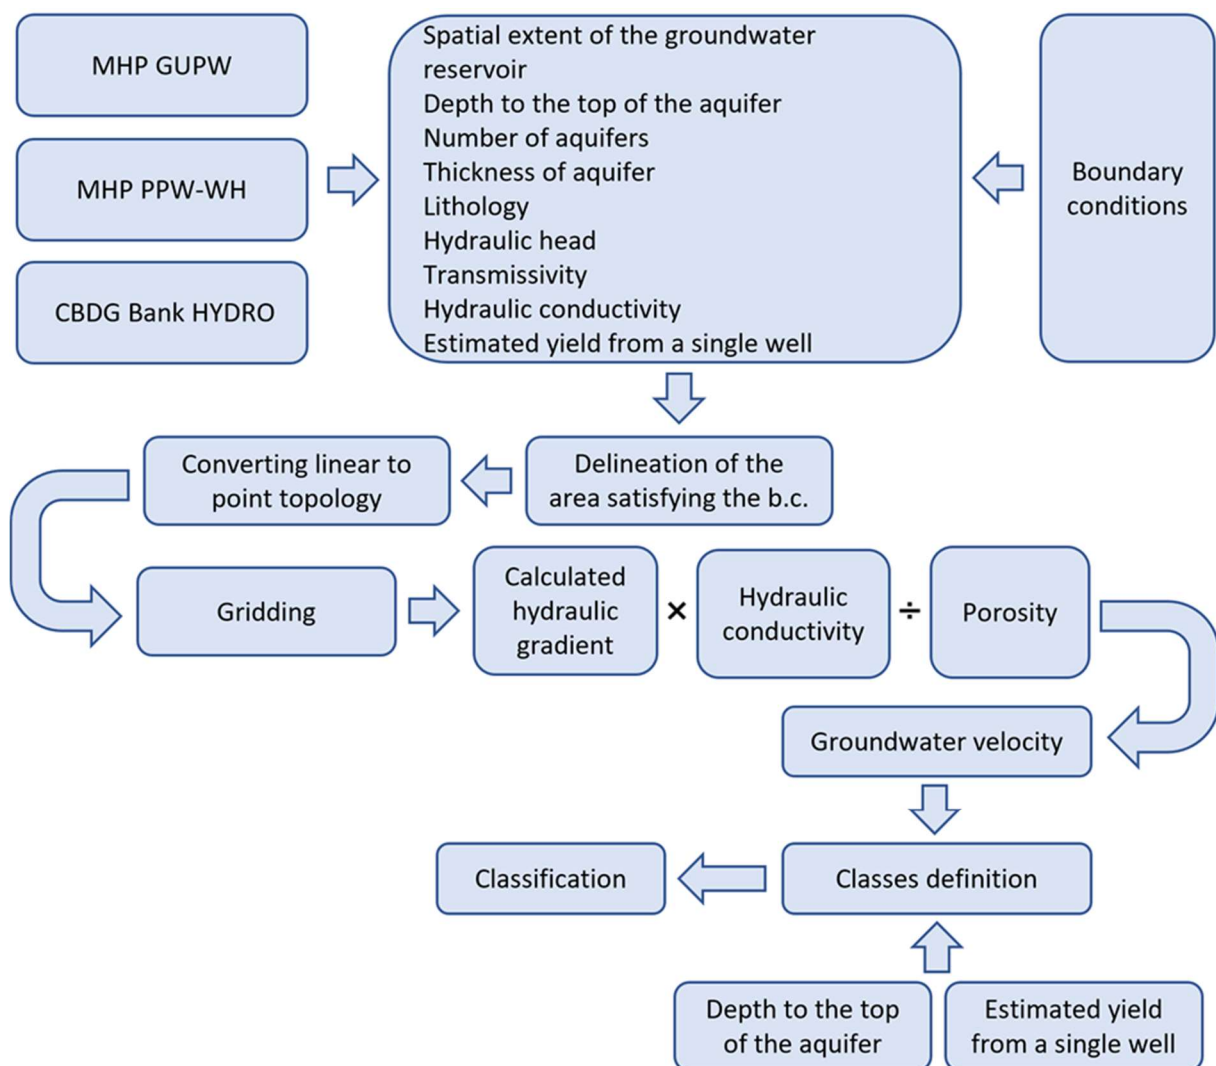 MHP GUPW
MHP PPW-WH
CBDG Bank HYDRO
Spatial extent of the groundwater
reservoir
Depth to the top of the aquifer
Number of aquifers
Thickness of aquifer
Lithology
Hydraulic head
Transmissivity
Hydraulic conductivity
Estimated yield from a single well
Boundary
conditions
Delineation of the
area satisfying the b.c.
Converting linear to
point topology
Gridding
Calculated
hydraulic
gradient
×
Hydraulic
conductivity
÷
Porosity
Groundwater velocity
Classes definition
Classification
Depth to the top
of the aquifer
Estimated yield
from a single well